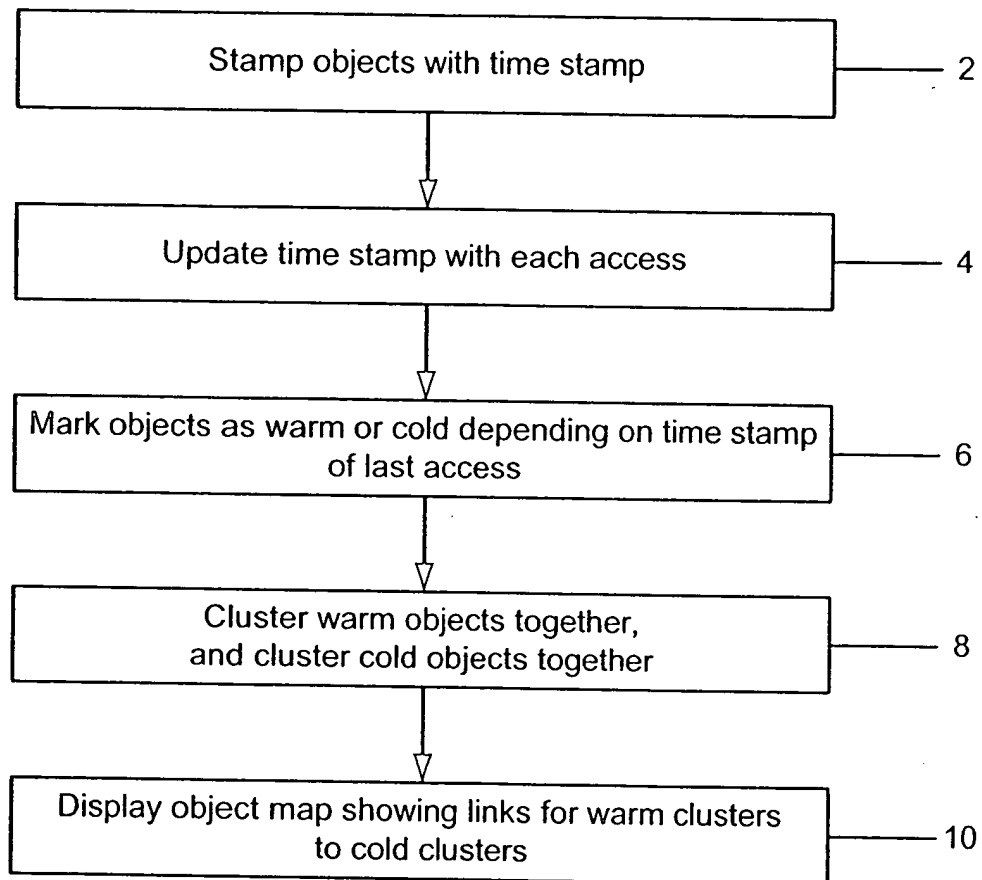 Stamp objects with time stamp
2
Update time stamp with each access
4
Mark objects as warm or cold depending on time stamp
of last access
6
Cluster warm objects together,
and cluster cold objects together
8
Display object map showing links for warm clusters
to cold clusters
10